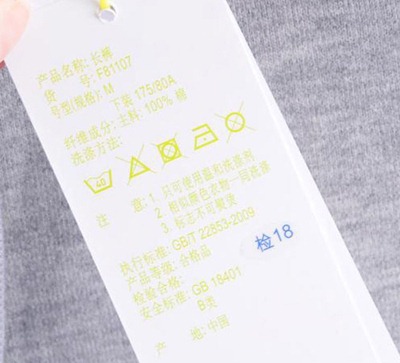 产品名称: 长裤
货 号: F81107
号型(规格): M
下装 175/80A
纤维成分: 主料: 100% 棉
洗涤方法:
40
注 意: 1. 只可使用温和洗涤剂
2. 相似颜色衣物一同洗涤
3. 标志不可熨烫
执行标准: GB/T 22853-2009
产品等级: 合格品
检验合格:
检18
安全标准: GB 18401
B类
产 地: 中国